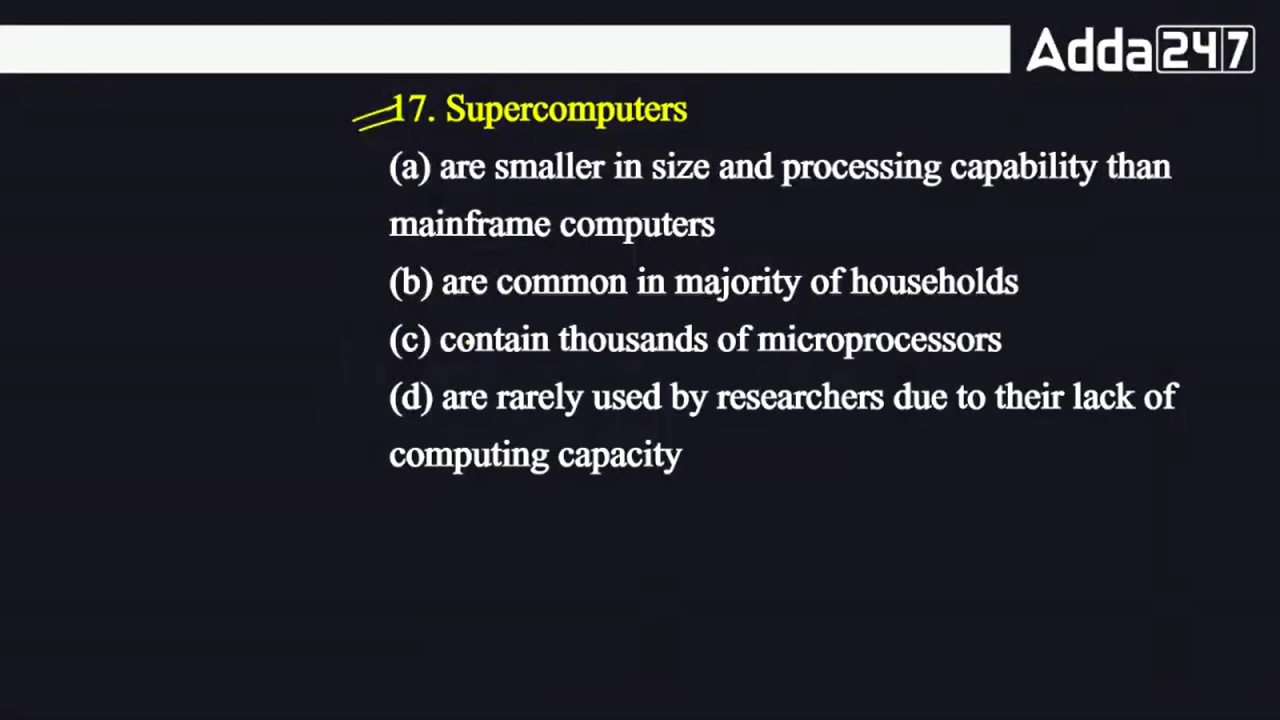 Adda247
17. Supercomputers
(a) are smaller in size and processing capability than
mainframe computers
(b) are common in majority of households
(c) contain thousands of microprocessors
(d) are rarely used by researchers due to their lack of
computing capacity